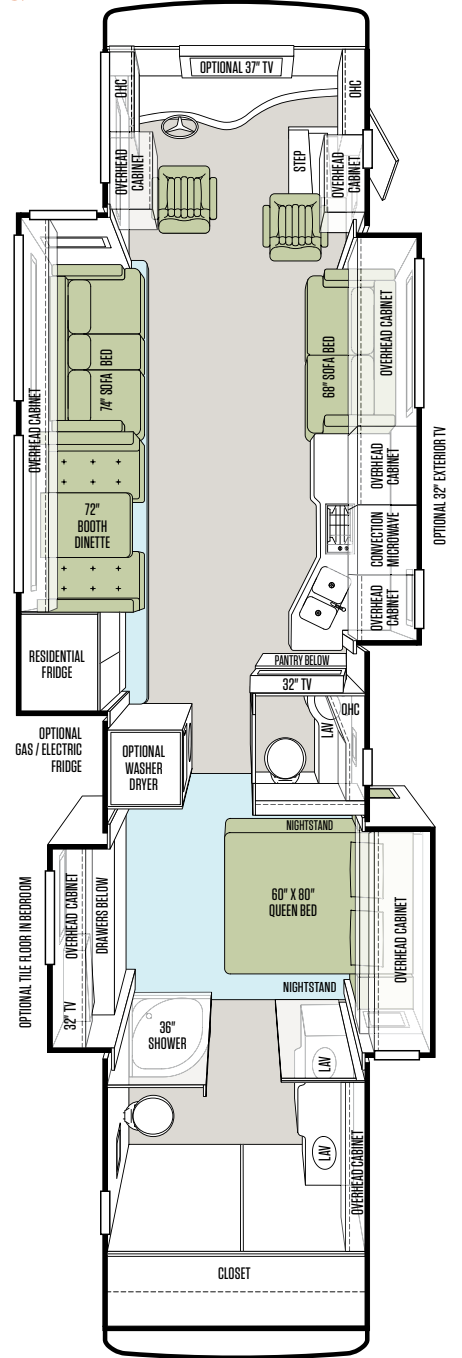 OPTIONAL 37" TV
OHC
OHC
OVERHEAD
CABINET
STEP
OVERHEAD
CABINET
OVERHEAD CABINET
74" SOFA BED
68" SOFA BED
OVERHEAD CABINET
72"
BOOTH
DINETTE
OVERHEAD
CABINET
CONVECTION
MICROWAVE
OVERHEAD
CABINET
OPTIONAL 32" EXTERIOR TV
RESIDENTIAL
FRIDGE
PANTRY BELOW
32" TV
OHC
LAV
OPTIONAL
GAS / ELECTRIC
FRIDGE
OPTIONAL
WASHER
DRYER
NIGHTSTAND
60" X 80"
QUEEN BED
OVERHEAD CABINET
NIGHTSTAND
OPTIONAL TILE FLOOR IN BEDROOM
OVERHEAD CABINET
32" TV
DRAWERS BELOW
36"
SHOWER
LAV
LAV
OVERHEAD CABINET
CLOSET